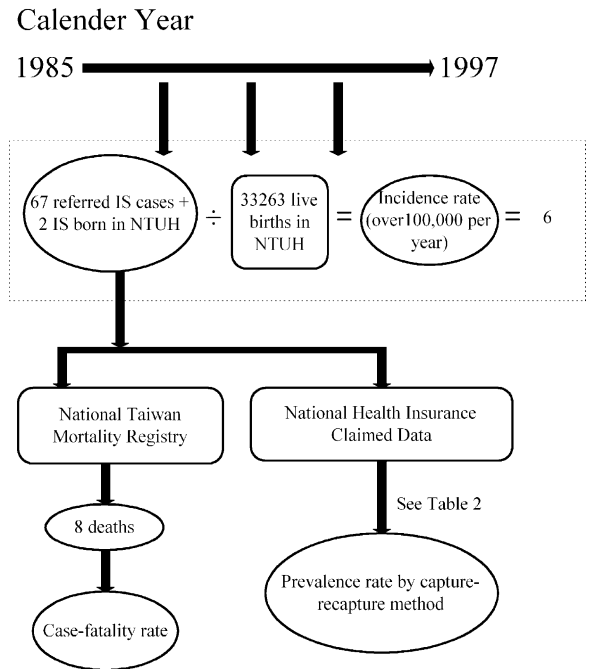 Calender Year
1985
1997
67 referred IS cases +
2 IS born in NTUH
÷
33263 live
births in
NTUH
=
Incidence rate
(over100,000 per
year)
=
6
National Taiwan
Mortality Registry
National Health Insurance
Claimed Data
See Table 2
8 deaths
Prevalence rate by capture-
recapture method
Case-fatality rate